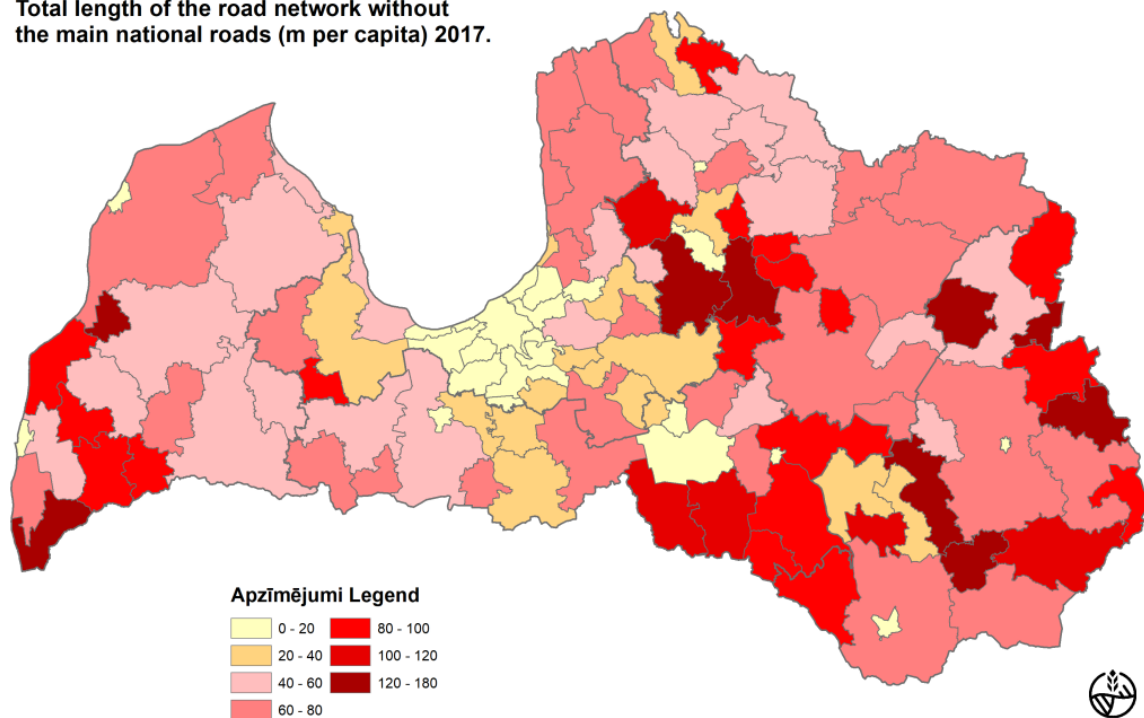 Total length of the road network without
the main national roads (m per capita) 2017.
Apzīmējumi Legend
0 - 20
80 - 100
20 - 40
100 - 120
40 - 60
120 - 180
60 - 80